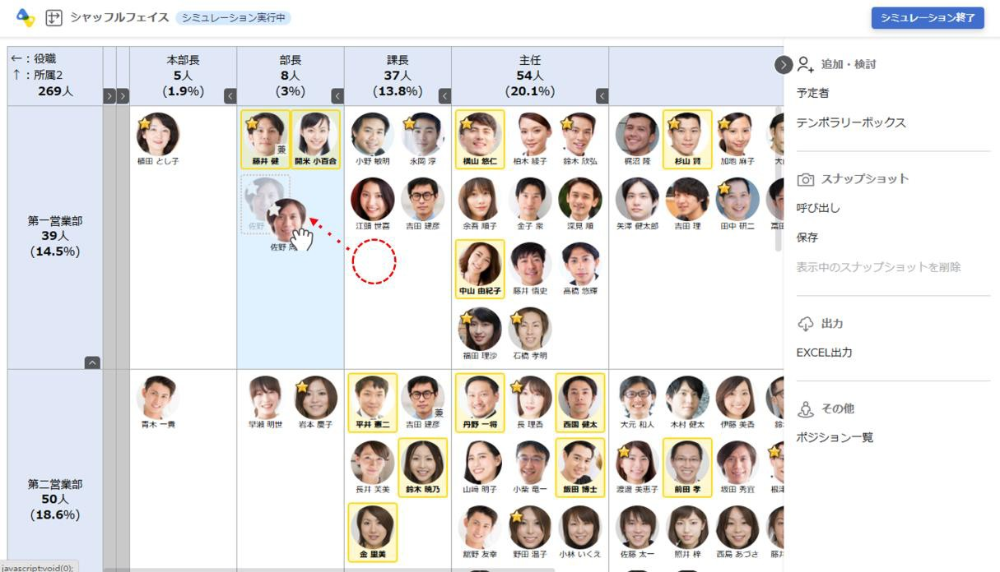 シャッフルフェイス
シミュレーション実行中
シミュレーション終了
←：役職
↑：所属2
269人
本部長
5人
(1.9%)
部長
8人
(3%)
課長
37人
(13.8%)
主任
54人
(20.1%)
追加・検討
予定者
テンポラリーボックス
スナップショット
呼び出し
保存
表示中のスナップショットを削除
出力
EXCEL出力
その他
ポジション一覧
第一営業部
39人
(14.5%)
植田 とし子
兼
藤井 健
開米 小百合
小野 敏明
永岡 淳
横山 悠仁
柏木 綾子
鈴木 欣弘
梶沼 隆
杉山 賢
加地 麻子
佐野
佐野
江頭 世喜
吉田 建彦
余吾 順子
金子 衆
深見 順
矢澤 健太郎
吉田 理
田中 研二
冨田
中山 由紀子
藤井 悟史
高橋 悠輝
福田 理沙
石橋 孝明
第二営業部
50人
(18.6%)
青木 一貴
早瀬 明世
岩本 慶子
平井 憲二
兼
吉田 建彦
丹野 一将
長 理香
西園 健太
大元 和人
木村 健太
伊藤 美香
長井 芙美
鈴木 暁乃
山﨑 明子
小柴 竜一
飯田 博士
渡邊 美恵子
前田 孝
坂田 秀宜
根津
金 里美
舘野 友幸
野田 温子
小林 いくえ
佐藤 太一
照井 梓
西島 あづさ
javascript:void(0);